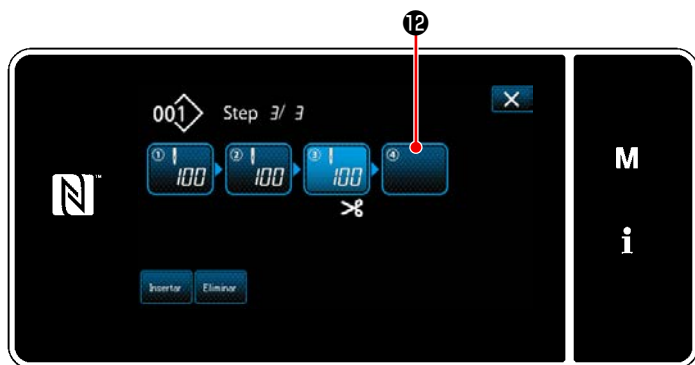 ⓬
001 Step 3/ 3
① 100 ② 100 ③ 100 ④
M
i
Insertar Eliminar